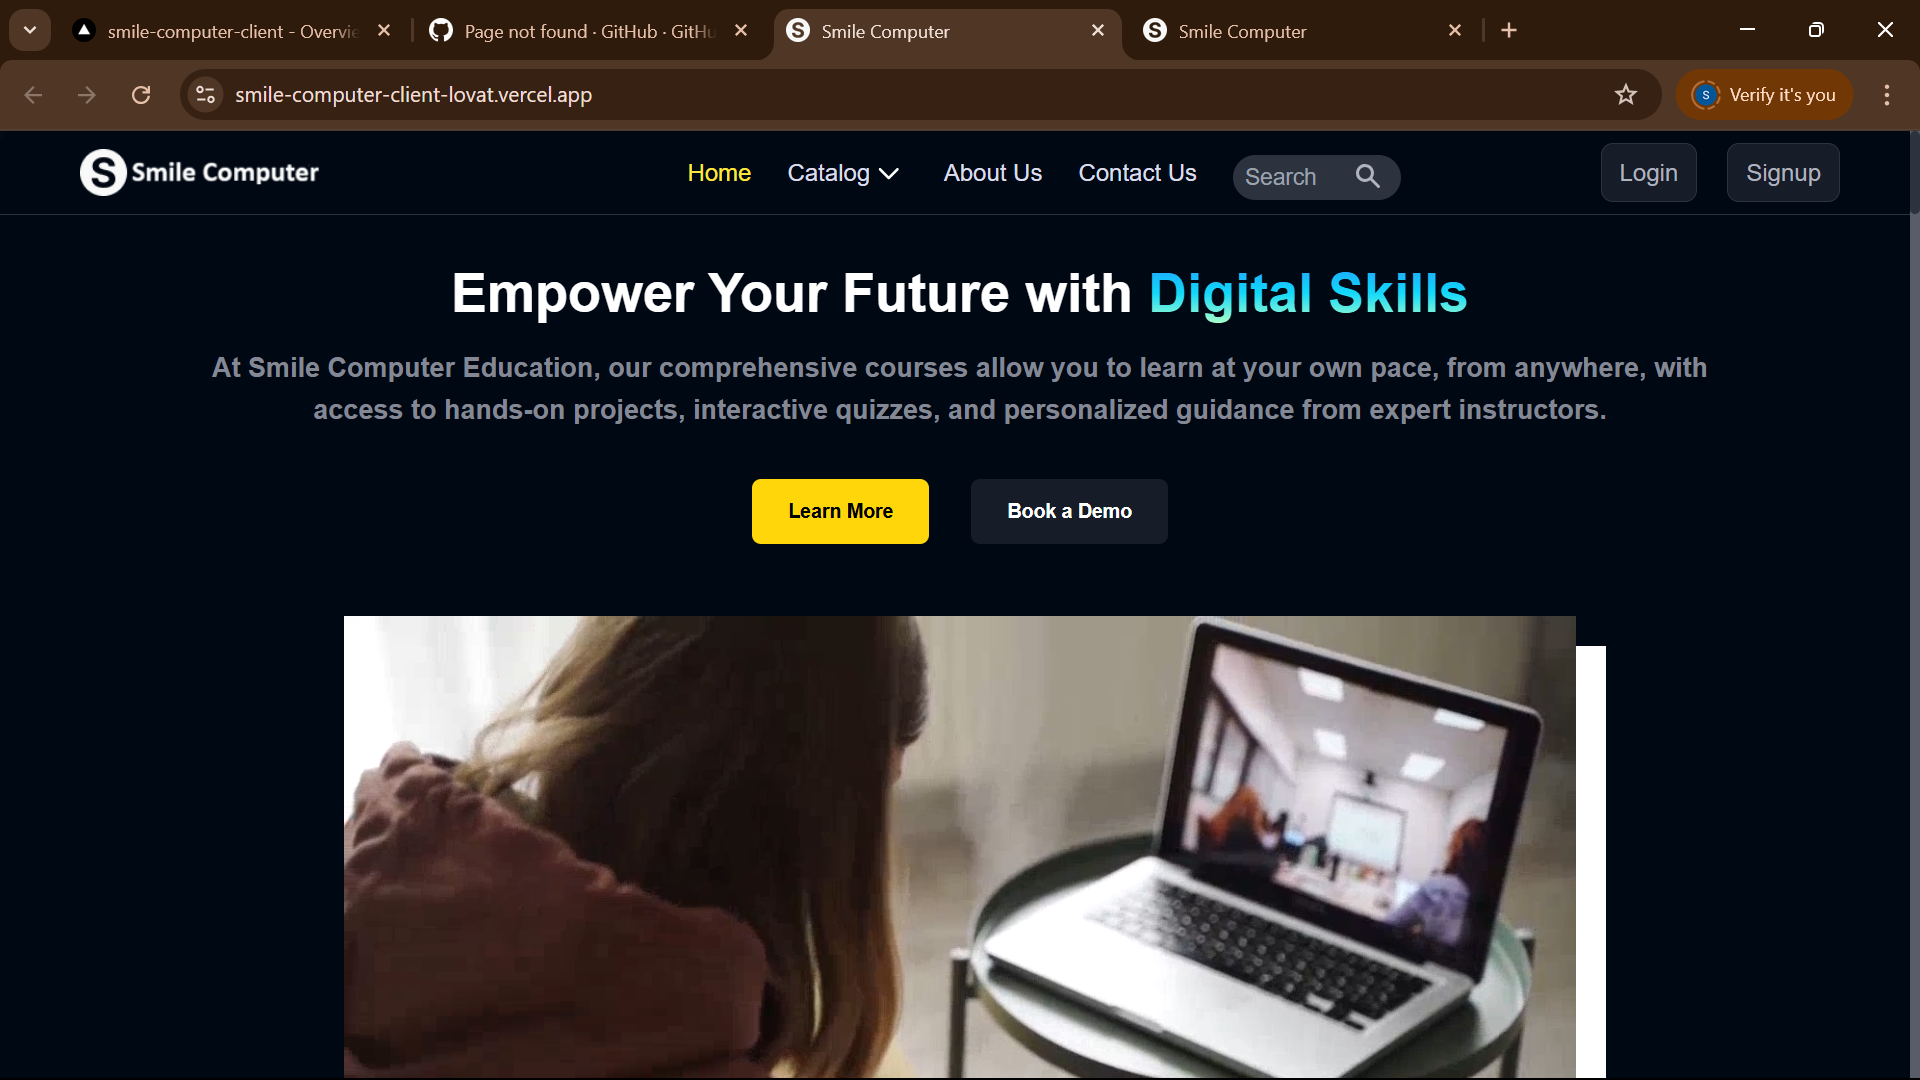 smile-computer-client - Overvie
Page not found · GitHub · GitHu
Smile Computer
Smile Computer
smile-computer-client-lovat.vercel.app
S
Verify it's you
S Smile Computer
Home
Catalog
About Us
Contact Us
Search
Login
Signup
Empower Your Future with Digital Skills
At Smile Computer Education, our comprehensive courses allow you to learn at your own pace, from anywhere, with
access to hands-on projects, interactive quizzes, and personalized guidance from expert instructors.
Learn More
Book a Demo